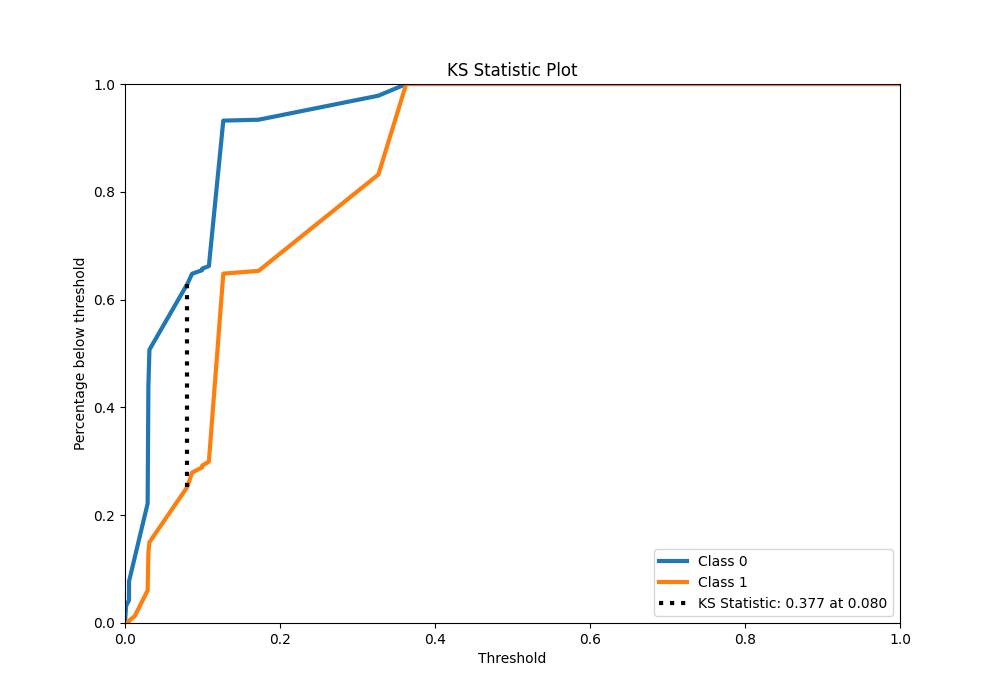 KS Statistic Plot
1.0
0.8
0.6
0.4
0.2
0.0
Percentage below threshold
0.0 0.2 0.4 0.6 0.8 1.0
Threshold
Class 0
Class 1
KS Statistic: 0.377 at 0.080